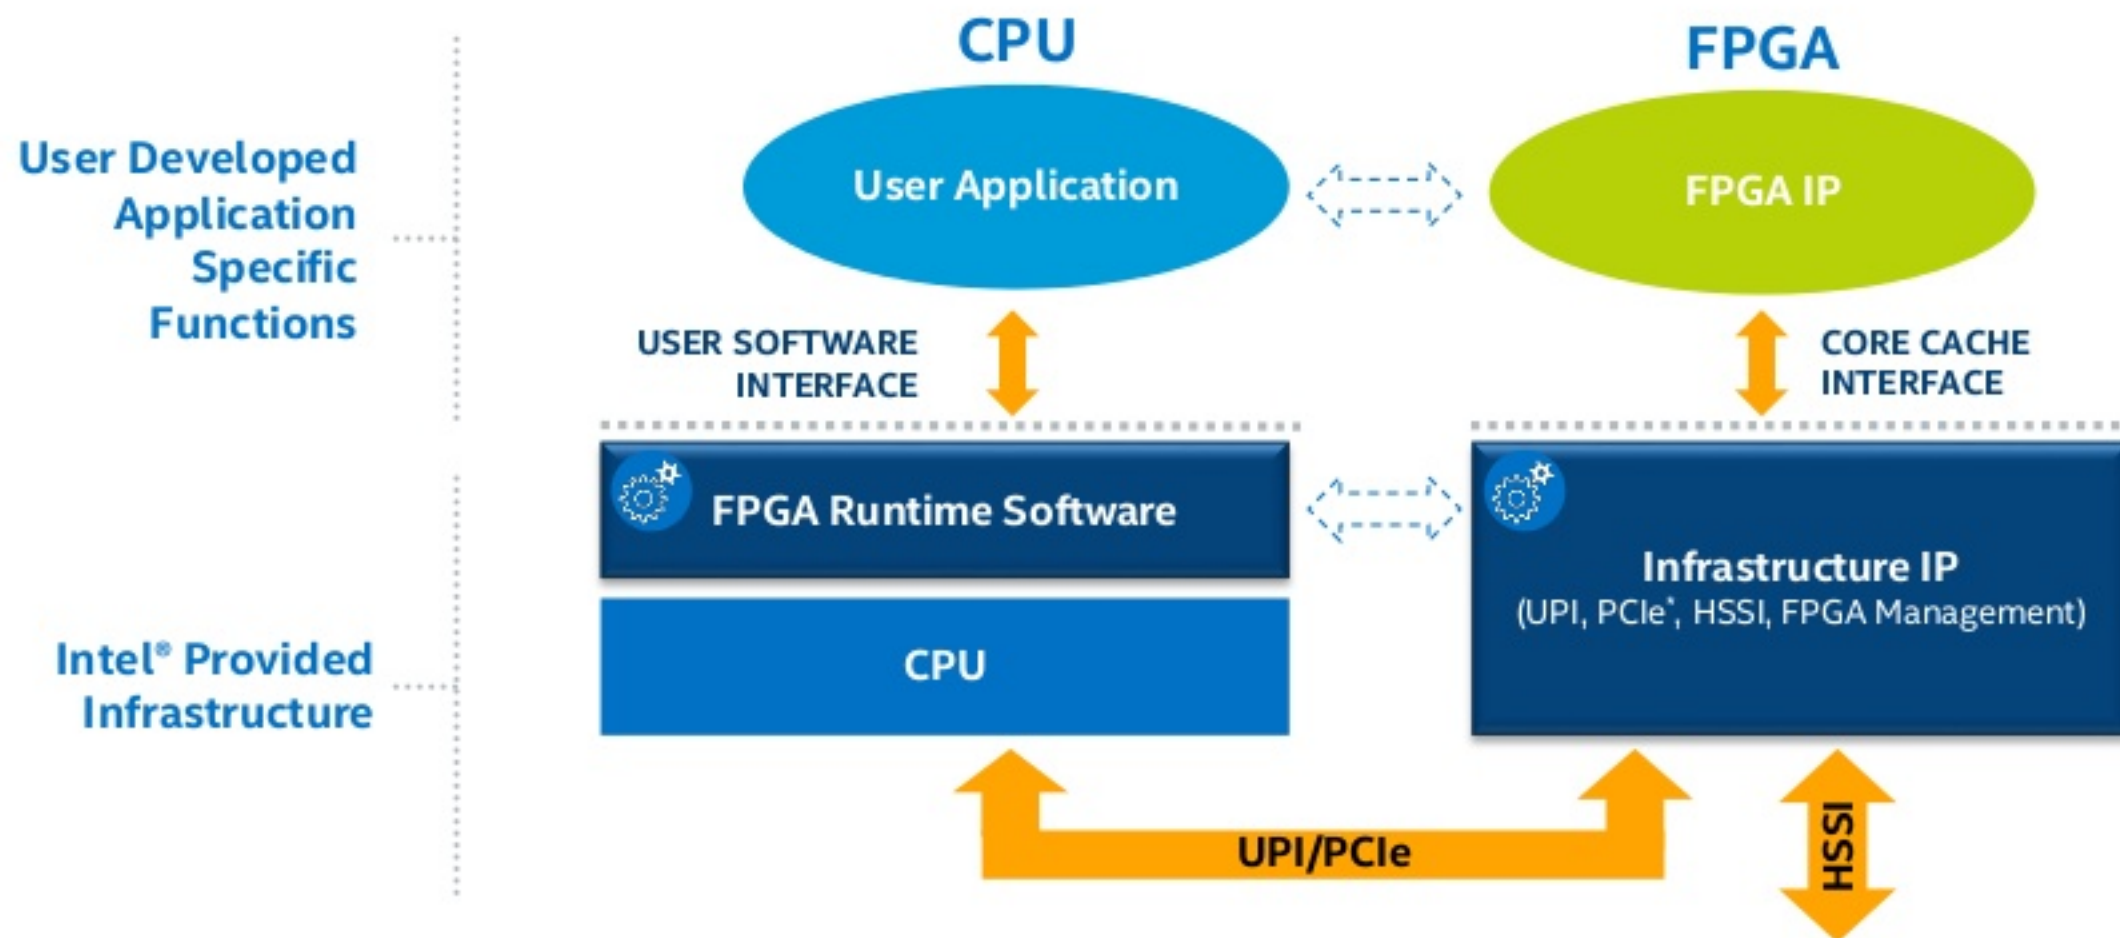 CPU
FPGA
User Developed
Application
Specific
Functions
User Application
FPGA IP
USER SOFTWARE
INTERFACE
CORE CACHE
INTERFACE
FPGA Runtime Software
Infrastructure IP
(UPI, PCIe*, HSSI, FPGA Management)
CPU
Intel® Provided
Infrastructure
UPI/PCIe
HSSI